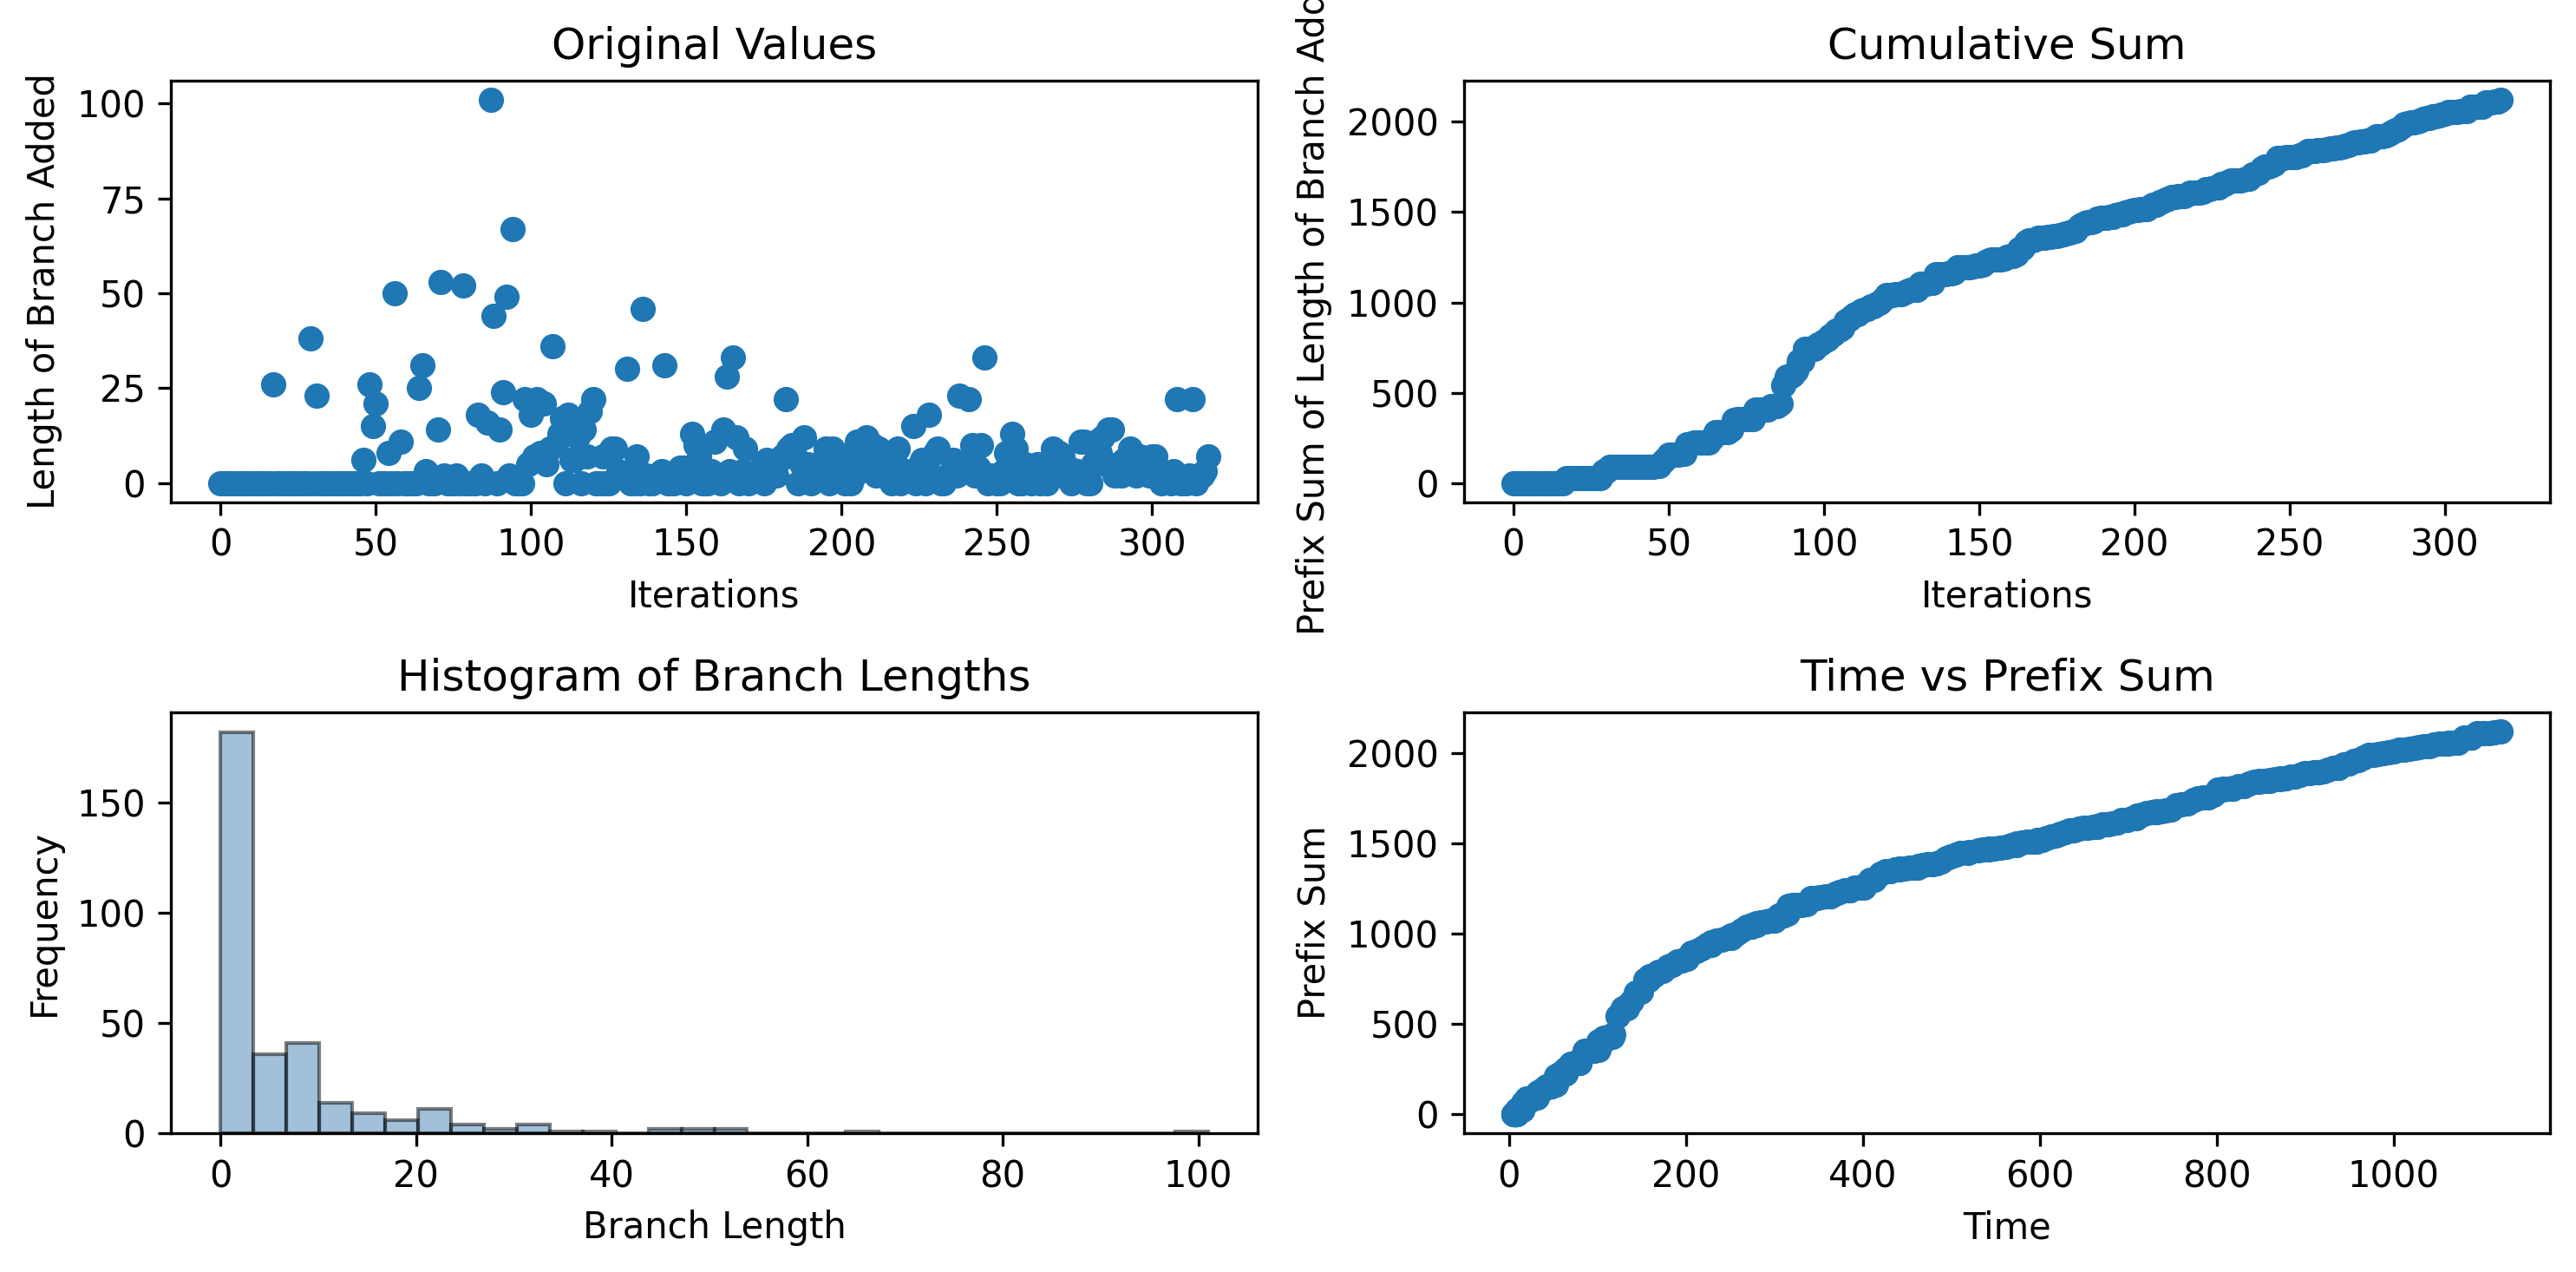 Original Values
Length of Branch Added
100
75
50
25
0
0 50 100 150 200 250 300
Iterations
Cumulative Sum
Prefix Sum of Length of Branch
2000
1500
1000
500
0
0 50 100 150 200 250 300
Iterations
Histogram of Branch Lengths
Frequency
150
100
50
0
0 20 40 60 80 100
Branch Length
Time vs Prefix Sum
Prefix Sum
2000
1500
1000
500
0
0 200 400 600 800 1000
Time